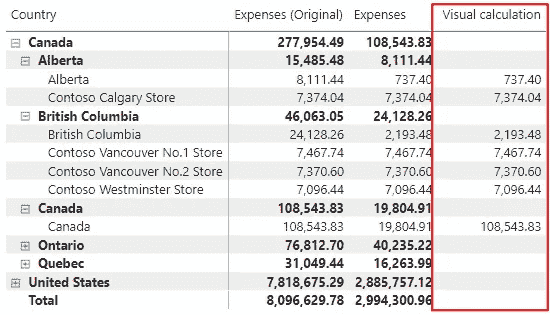 Country Expenses (Original) Expenses Visual calculation
Canada 277,954.49 108,543.83
Alberta 15,485.48 8,111.44
Alberta 8,111.44 737.40 737.40
Contoso Calgary Store 7,374.04 7,374.04 7,374.04
British Columbia 46,063.05 24,128.26
British Columbia 24,128.26 2,193.48 2,193.48
Contoso Vancouver No.1 Store 7,467.74 7,467.74 7,467.74
Contoso Vancouver No.2 Store 7,370.60 7,370.60 7,370.60
Contoso Westminster Store 7,096.44 7,096.44 7,096.44
Canada 108,543.83 19,804.91
Canada 108,543.83 19,804.91 108,543.83
Ontario 76,812.70 40,235.22
Quebec 31,049.44 16,263.99
United States 7,818,675.29 2,885,757.12
Total 8,096,629.78 2,994,300.96